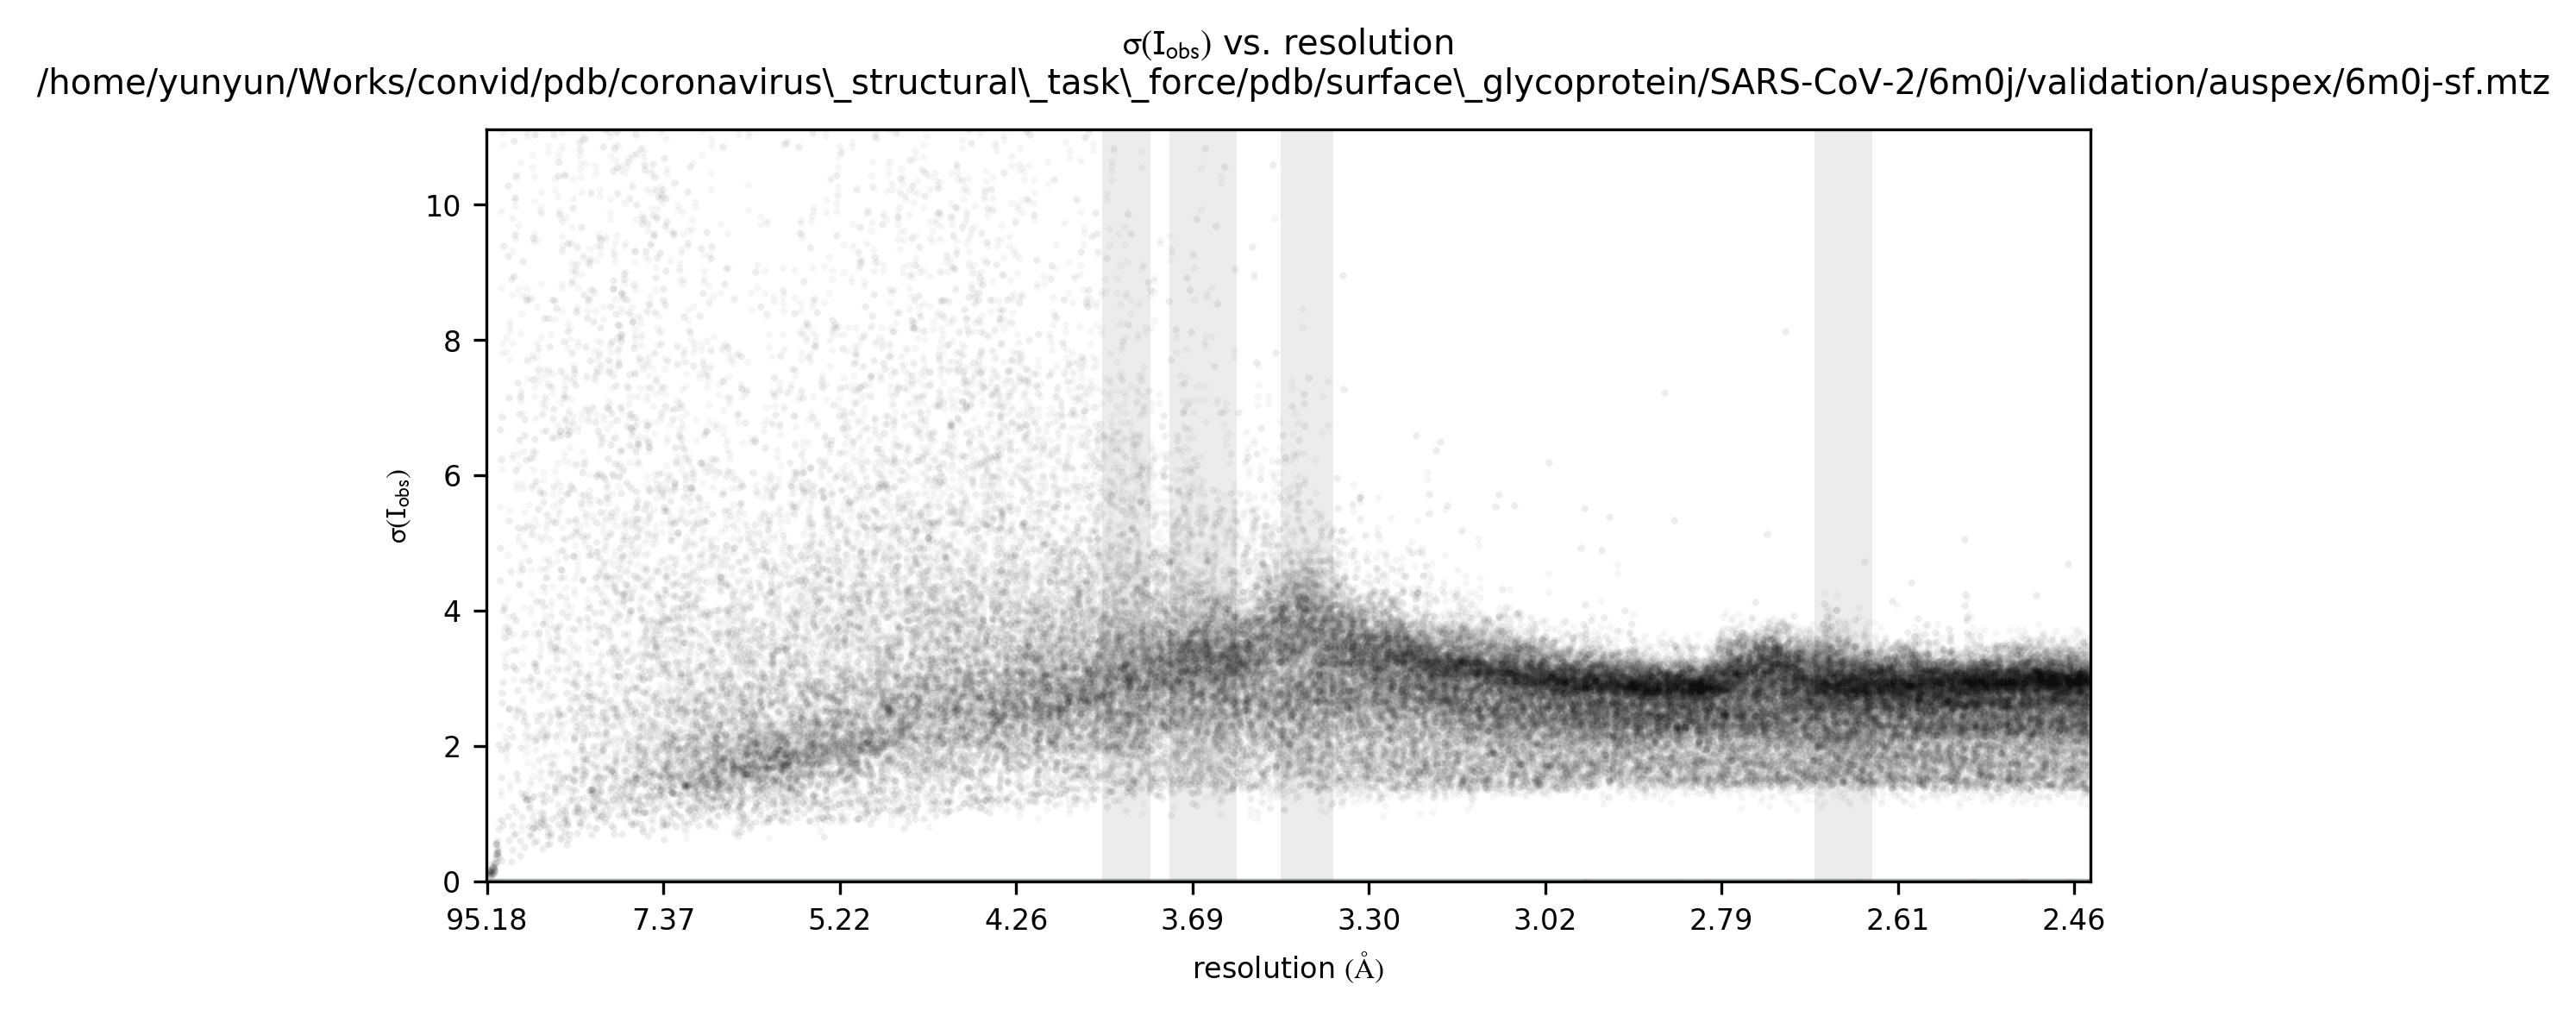 σ(I_obs) vs. resolution
/home/yunyun/Works/convid/pdb/coronavirus\_structural\_task\_force/pdb/surface\_glycoprotein/SARS-CoV-2/6m0j/validation/auspex/6m0j-sf.mtz
10
8
6
4
2
0
σ(I_obs)
95.18 7.37 5.22 4.26 3.69 3.30 3.02 2.79 2.61 2.46
resolution (Å)